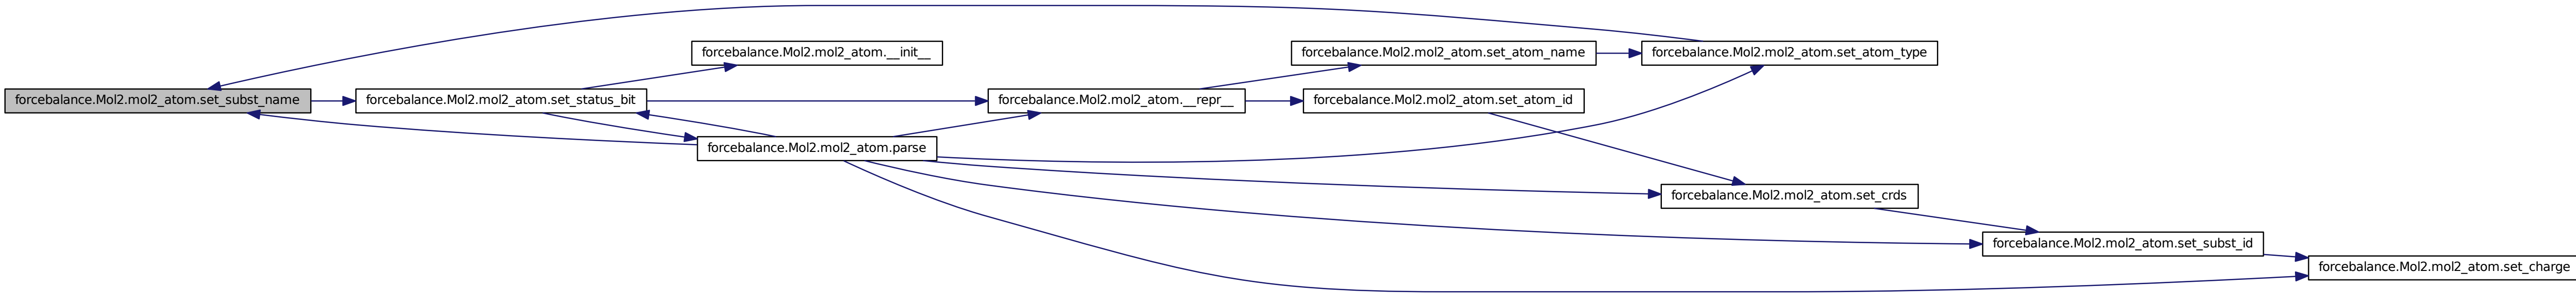 forcebalance.Mol2.mol2_atom.set_subst_name
forcebalance.Mol2.mol2_atom.set_status_bit
forcebalance.Mol2.mol2_atom.__init__
forcebalance.Mol2.mol2_atom.parse
forcebalance.Mol2.mol2_atom.__repr__
forcebalance.Mol2.mol2_atom.set_atom_name
forcebalance.Mol2.mol2_atom.set_atom_id
forcebalance.Mol2.mol2_atom.set_atom_type
forcebalance.Mol2.mol2_atom.set_crds
forcebalance.Mol2.mol2_atom.set_subst_id
forcebalance.Mol2.mol2_atom.set_charge